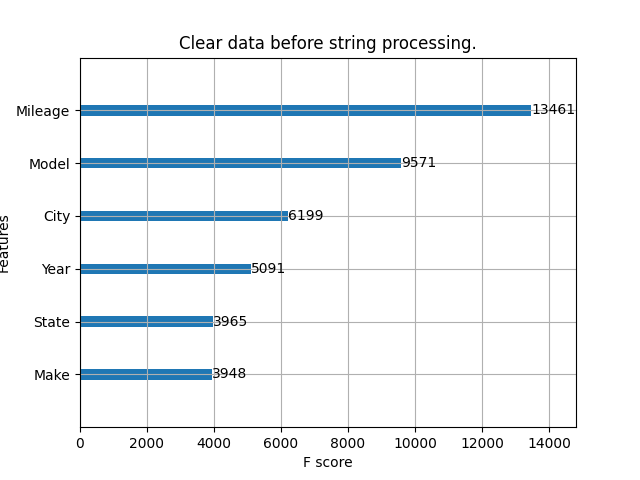 Clear data before string processing.
Mileage 13461
Model 9571
City 6199
Year 5091
State 3965
Make 3948
Features
0 2000 4000 6000 8000 10000 12000 14000
F score